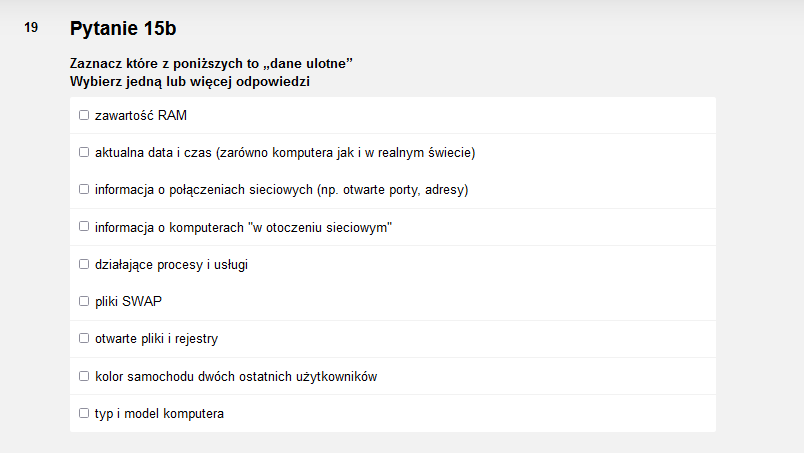 19
Pytanie 15b
Zaznacz które z poniższych to „dane ulotne”
Wybierz jedną lub więcej odpowiedzi
zawartość RAM
aktualna data i czas (zarówno komputera jak i w realnym świecie)
informacja o połączeniach sieciowych (np. otwarte porty, adresy)
informacja o komputerach "w otoczeniu sieciowym"
działające procesy i usługi
pliki SWAP
otwarte pliki i rejestry
kolor samochodu dwóch ostatnich użytkowników
typ i model komputera